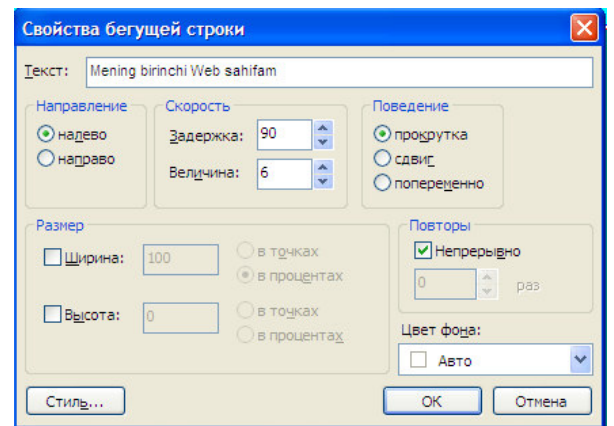 Свойства бегущей строки
Текст: Mening birinchi Web sahifam
Направление
налево
направо
Скорость
Задержка: 90
Величина: 6
Поведение
прокрутка
сдвиг
попеременно
Размер
Ширина: 100
в точках
в процентах
Высота: 0
в точках
в процентах
Повторы
Непрерывно
0 раз
Цвет фона:
Авто
Стиль...
ОК
Отмена